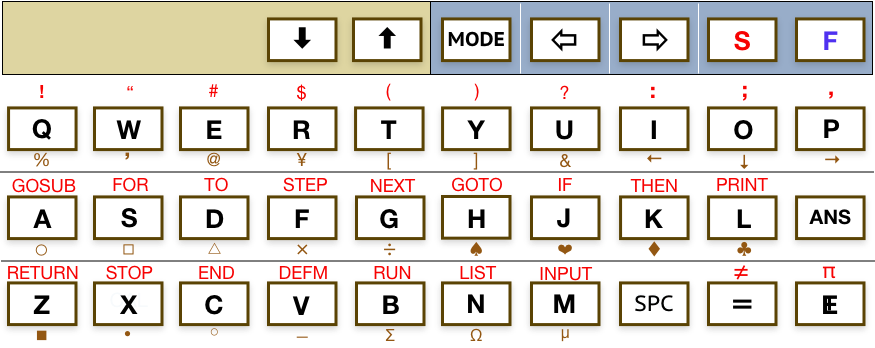 ⬇ ⬆ MODE ⇦ ⇨ S F
! “ # $ ( ) ? : ; ,
Q W E R T Y U I O P
% ’ @ ¥ [ ] & ← ↓ →
GOSUB FOR TO STEP NEXT GOTO IF THEN PRINT
A S D F G H J K L ANS
○ □ △ × ÷ ♠ ♥ ♦ ♣
RETURN STOP END DEFM RUN LIST INPUT ≠ π
Z X C V B N M SPC = E
■ • ° _ Σ Ω μ